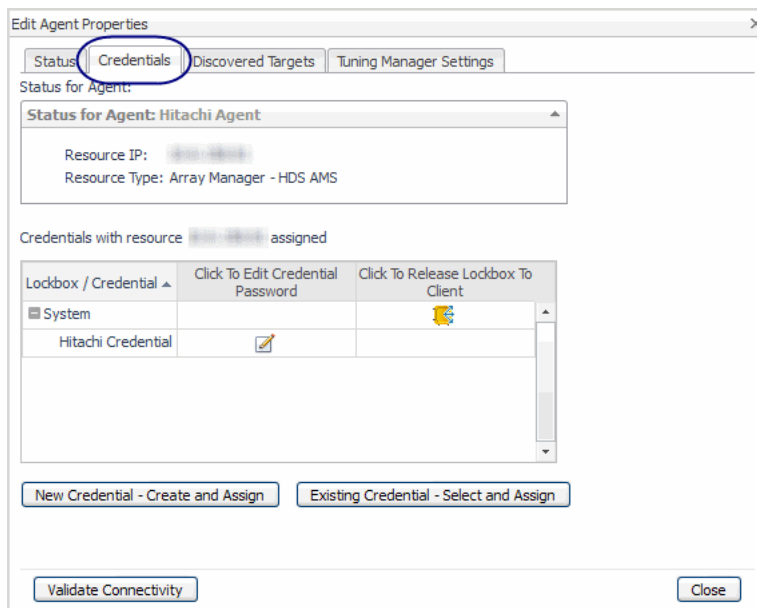 Edit Agent Properties
Status Credentials Discovered Targets Tuning Manager Settings
Status for Agent:
Status for Agent: Hitachi Agent
Resource IP:
Resource Type: Array Manager - HDS AMS
Credentials with resource assigned
Lockbox / Credential Click To Edit Credential Password Click To Release Lockbox To Client
System
Hitachi Credential
New Credential - Create and Assign Existing Credential - Select and Assign
Validate Connectivity Close